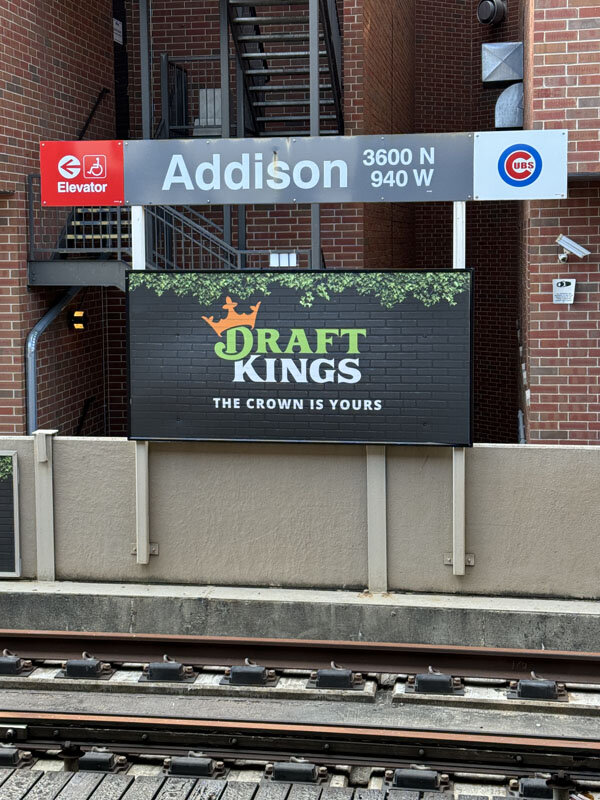 Elevator
Addison
3600 N
940 W
CUBS
DRAFT
KINGS
THE CROWN IS YOURS